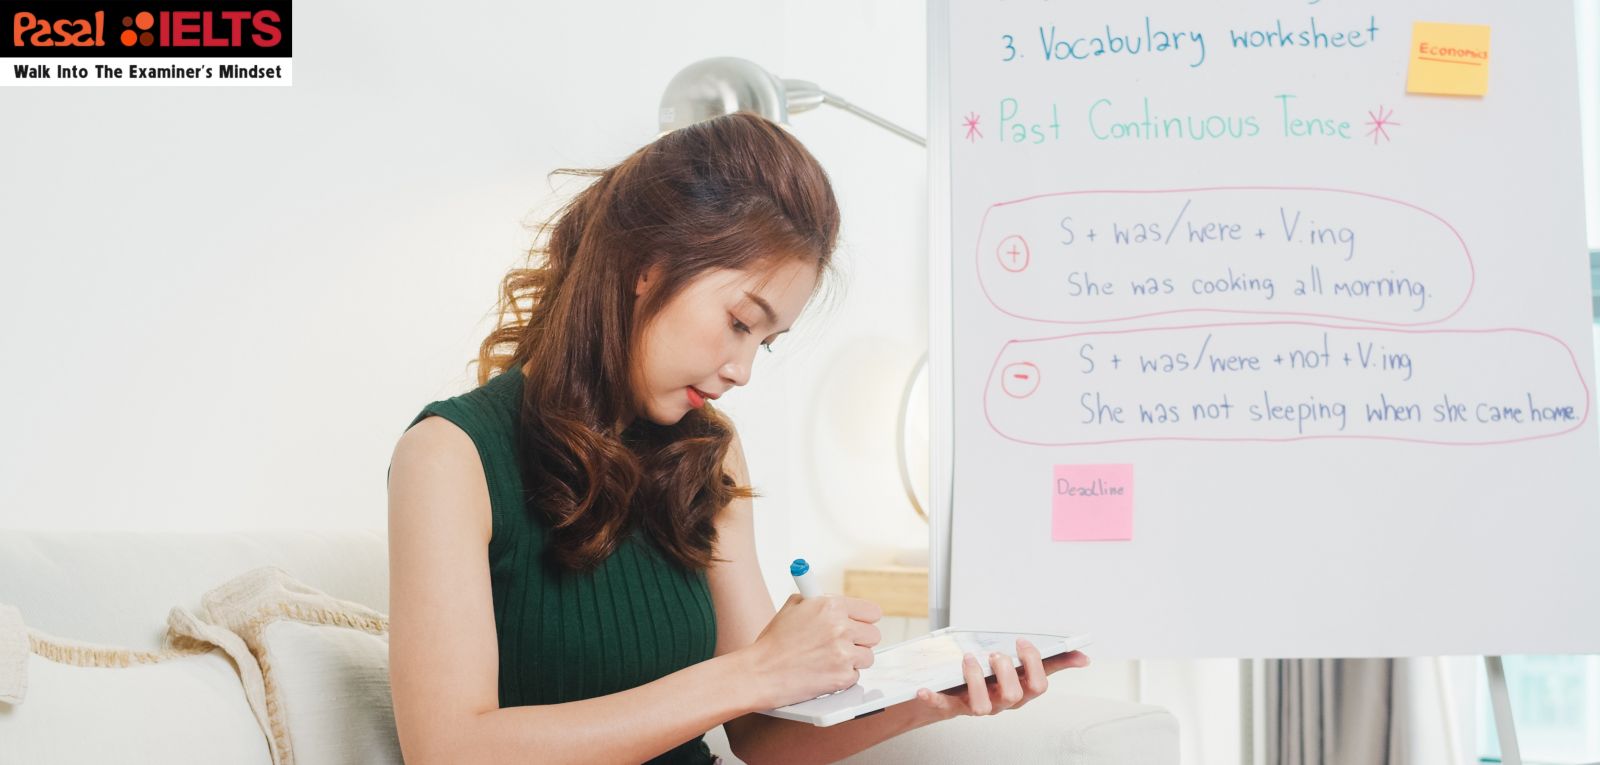 Pasal IELTS
Walk Into The Examiner's Mindset
3. Vocabulary worksheet
Economics
* Past Continuous Tense *
+ S + was/were + V.ing
She was cooking all morning.
- S + was/were +not +V.ing
She was not sleeping when she came home.
Deadline